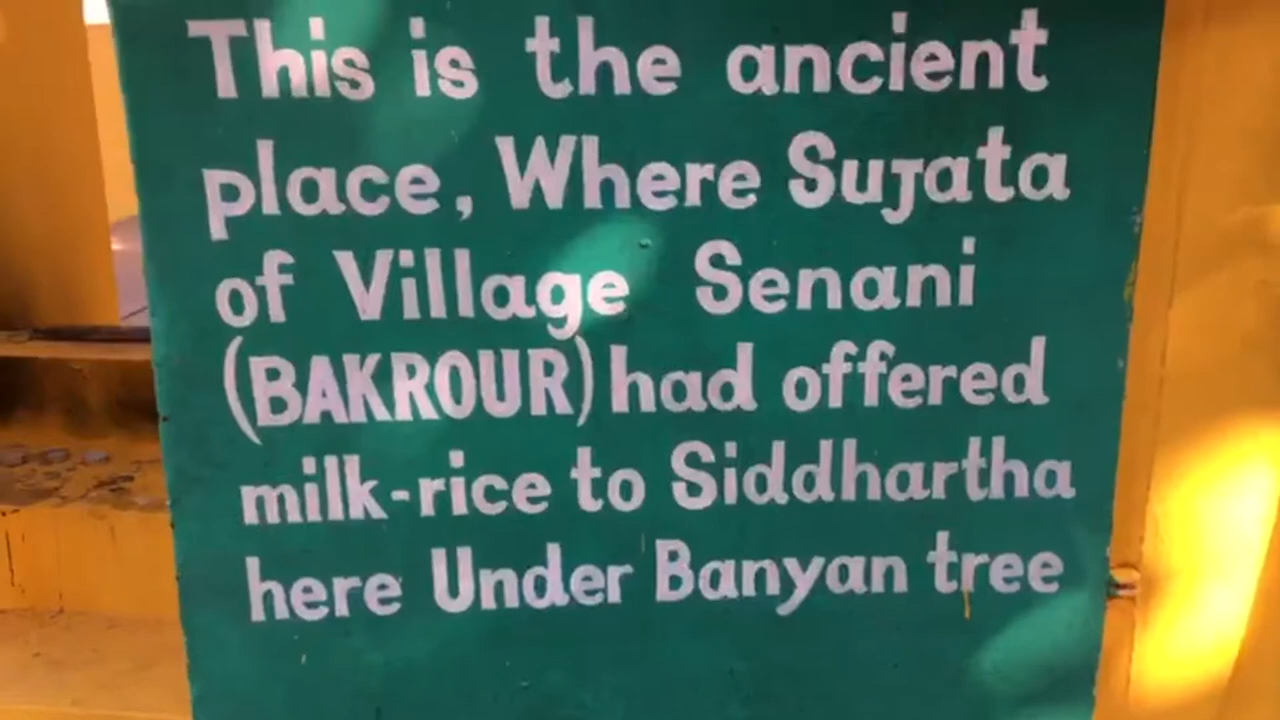 This is the ancient
place, Where Sujata
of Village Senani
(BAKROUR) had offered
milk-rice to Siddhartha
here Under Banyan tree